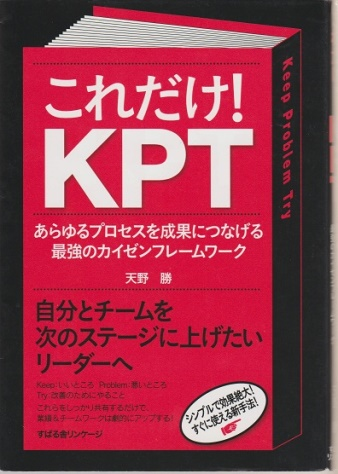 これだけ!
KPT
Keep Problem Try
あらゆるプロセスを成果につなげる
最強のカイゼンフレームワーク
天野 勝
自分とチームを
次のステージに上げたい
リーダーへ
Keep:いいところ Problem:悪いところ
Try:改善のためにやること
これらをしっかり共有するだけで、
業績&チームワークは劇的にアップする!
シンプルで効果絶大!
すぐに使える新手法!
すばる舎リンケージ